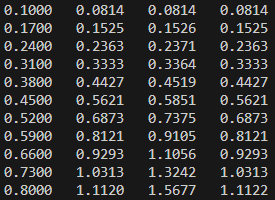 0.1000 0.0814 0.0814 0.0814
0.1700 0.1525 0.1526 0.1525
0.2400 0.2363 0.2371 0.2363
0.3100 0.3333 0.3364 0.3333
0.3800 0.4427 0.4519 0.4427
0.4500 0.5621 0.5851 0.5621
0.5200 0.6873 0.7375 0.6873
0.5900 0.8121 0.9105 0.8121
0.6600 0.9293 1.1056 0.9293
0.7300 1.0313 1.3242 1.0313
0.8000 1.1120 1.5677 1.1122